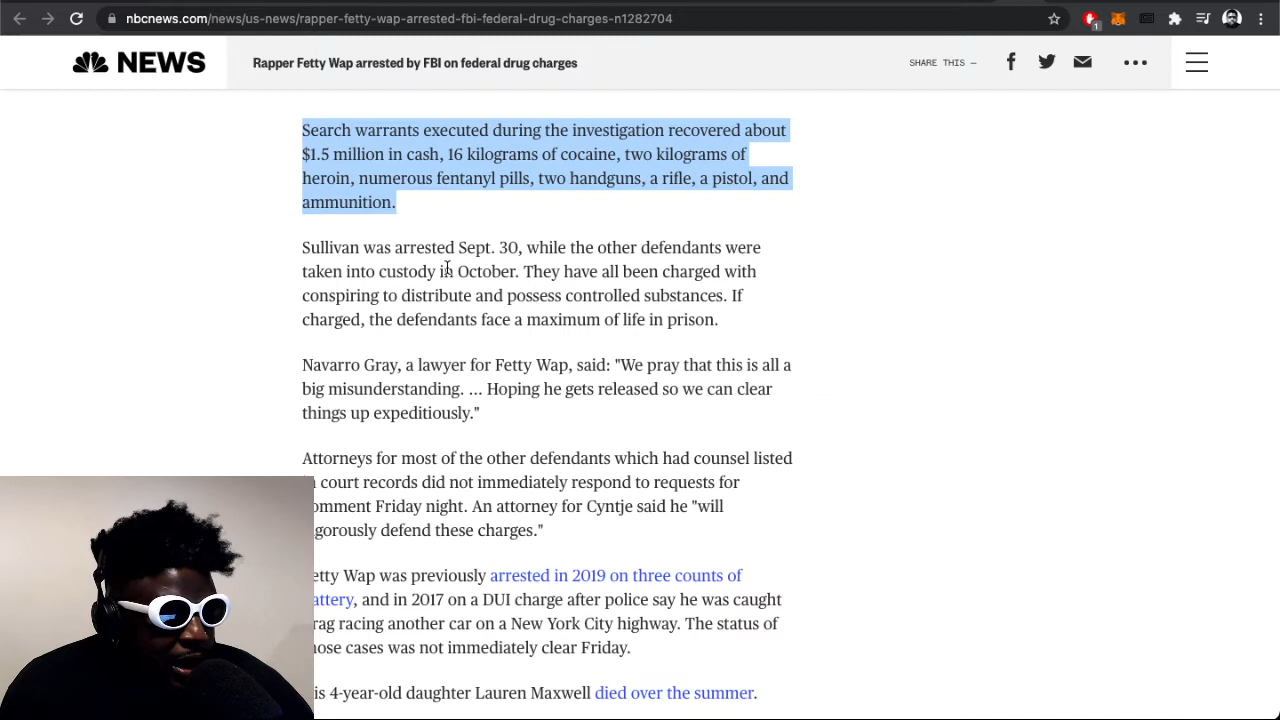 nbcnews.com/news/us-news/rapper-fetty-wap-arrested-fbi-federal-drug-charges-n1282704
1
NEWS
Rapper Fetty Wap arrested by FBI on federal drug charges
SHARE THIS —
Search warrants executed during the investigation recovered about
$1.5 million in cash, 16 kilograms of cocaine, two kilograms of
heroin, numerous fentanyl pills, two handguns, a rifle, a pistol, and
ammunition.
Sullivan was arrested Sept. 30, while the other defendants were
taken into custody in October. They have all been charged with
conspiring to distribute and possess controlled substances. If
charged, the defendants face a maximum of life in prison.
Navarro Gray, a lawyer for Fetty Wap, said: "We pray that this is all a
big misunderstanding. ... Hoping he gets released so we can clear
things up expeditiously."
Attorneys for most of the other defendants which had counsel listed
court records did not immediately respond to requests for
omment Friday night. An attorney for Cyntje said he "will
gorously defend these charges."
etty Wap was previously arrested in 2019 on three counts of
attery, and in 2017 on a DUI charge after police say he was caught
rag racing another car on a New York City highway. The status of
hose cases was not immediately clear Friday.
is 4-year-old daughter Lauren Maxwell died over the summer.